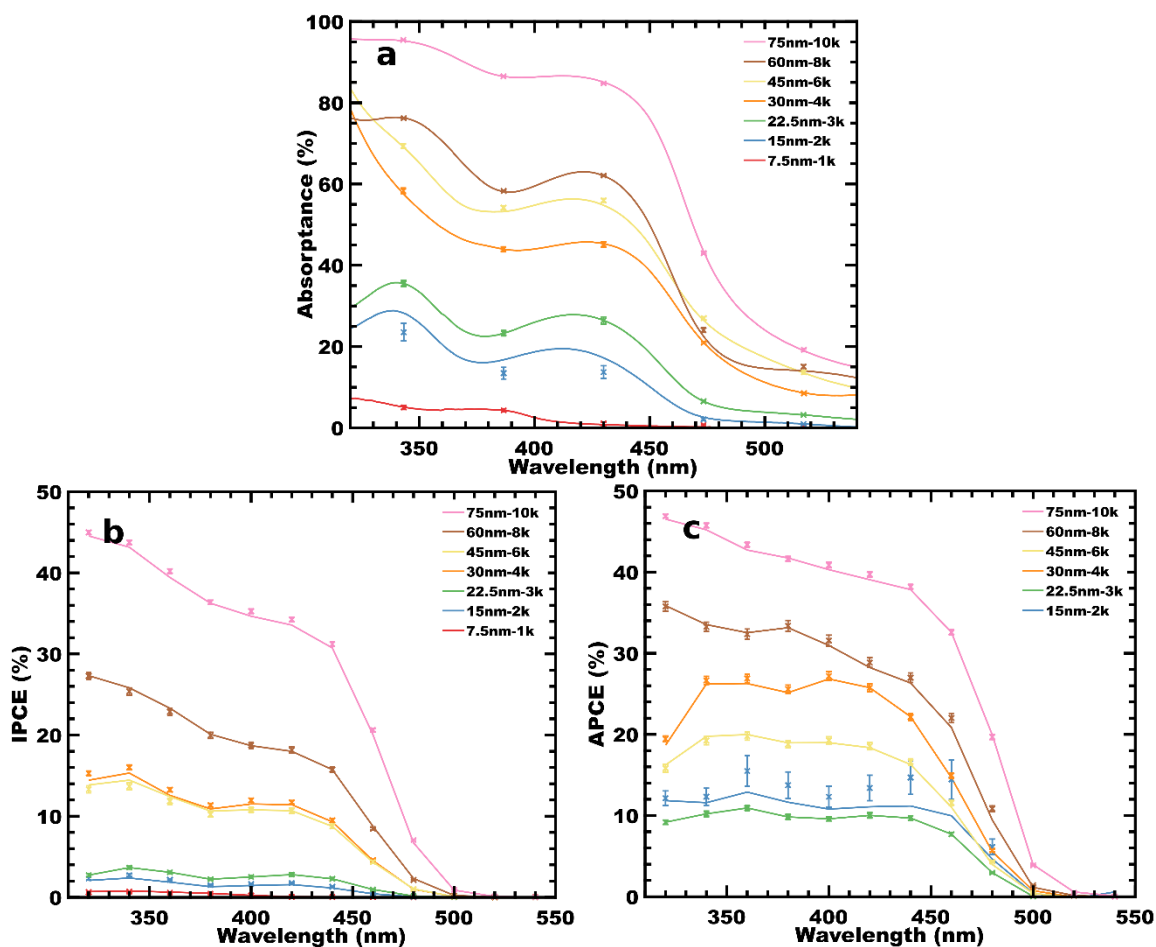 a
Absorptance (%)
100
80
60
40
20
0
75nm-10k
60nm-8k
45nm-6k
30nm-4k
22.5nm-3k
15nm-2k
7.5nm-1k
350 400 450 500
Wavelength (nm)
b
IPCE (%)
50
40
30
20
10
0
75nm-10k
60nm-8k
45nm-6k
30nm-4k
22.5nm-3k
15nm-2k
7.5nm-1k
350 400 450 500 550
Wavelength (nm)
c
APCE (%)
50
40
30
20
10
0
75nm-10k
60nm-8k
45nm-6k
30nm-4k
22.5nm-3k
15nm-2k
350 400 450 500 550
Wavelength (nm)